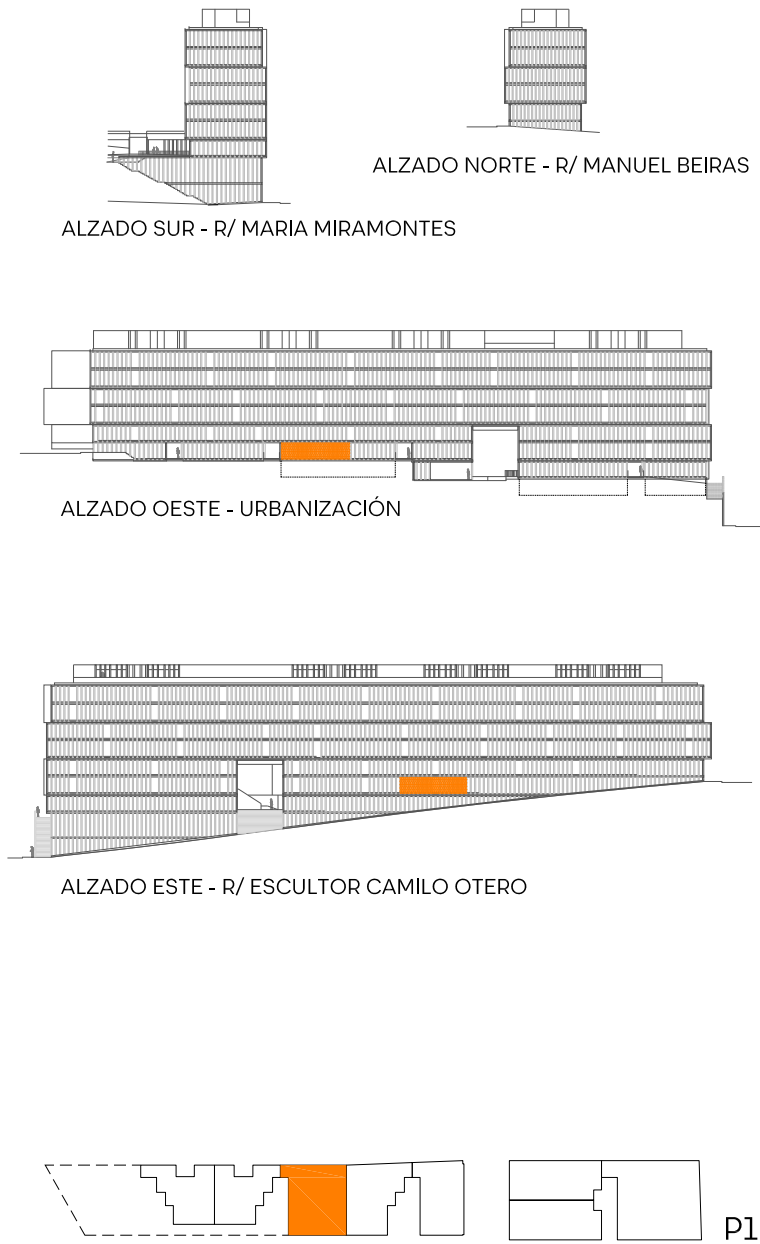 ALZADO NORTE - R/ MANUEL BEIRAS
ALZADO SUR - R/ MARIA MIRAMONTES
ALZADO OESTE - URBANIZACIÓN
ALZADO ESTE - R/ ESCULTOR CAMILO OTERO
P1